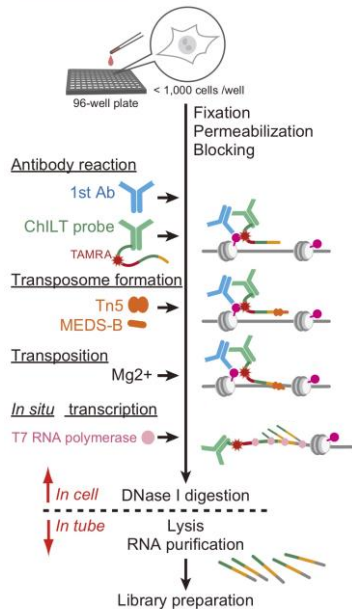 96-well plate
< 1,000 cells /well
Fixation
Permeabilization
Blocking
Antibody reaction
1st Ab
ChILT probe
TAMRA
Transposome formation
Tn5
MEDS-B
Transposition
Mg2+
In situ transcription
T7 RNA polymerase
In cell
DNase I digestion
In tube
Lysis
RNA purification
Library preparation